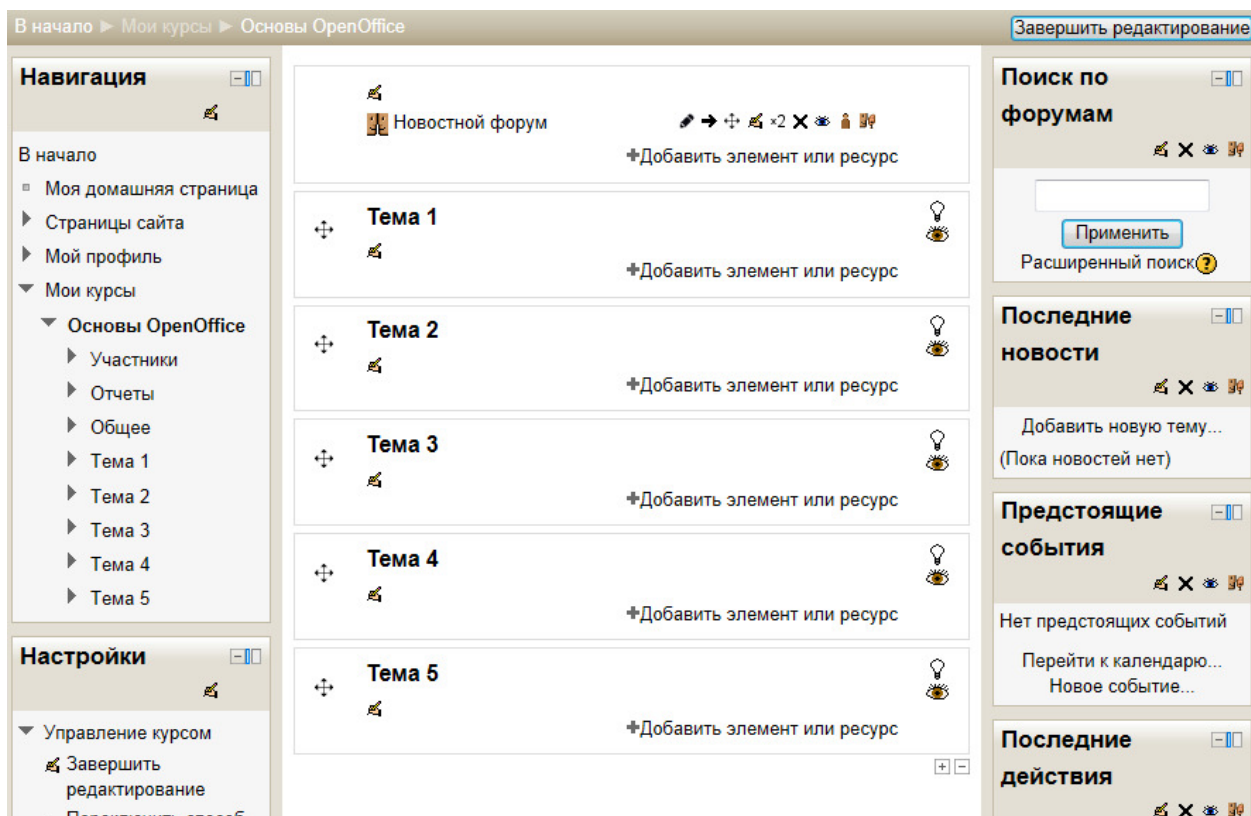 В начало ► Мои курсы ► Основы OpenOffice
Завершить редактирование
Навигация
В начало
Моя домашняя страница
Страницы сайта
Мой профиль
Мои курсы
Основы OpenOffice
Участники
Отчеты
Общее
Тема 1
Тема 2
Тема 3
Тема 4
Тема 5
Настройки
Управление курсом
Завершить
редактирование
Переключить способ
Новостной форум
×2
Добавить элемент или ресурс
Тема 1
Добавить элемент или ресурс
Тема 2
Добавить элемент или ресурс
Тема 3
Добавить элемент или ресурс
Тема 4
Добавить элемент или ресурс
Тема 5
Добавить элемент или ресурс
Поиск по
форумам
Применить
Расширенный поиск
Последние
новости
Добавить новую тему...
(Пока новостей нет)
Предстоящие
события
Нет предстоящих событий
Перейти к календарю...
Новое событие...
Последние
действия